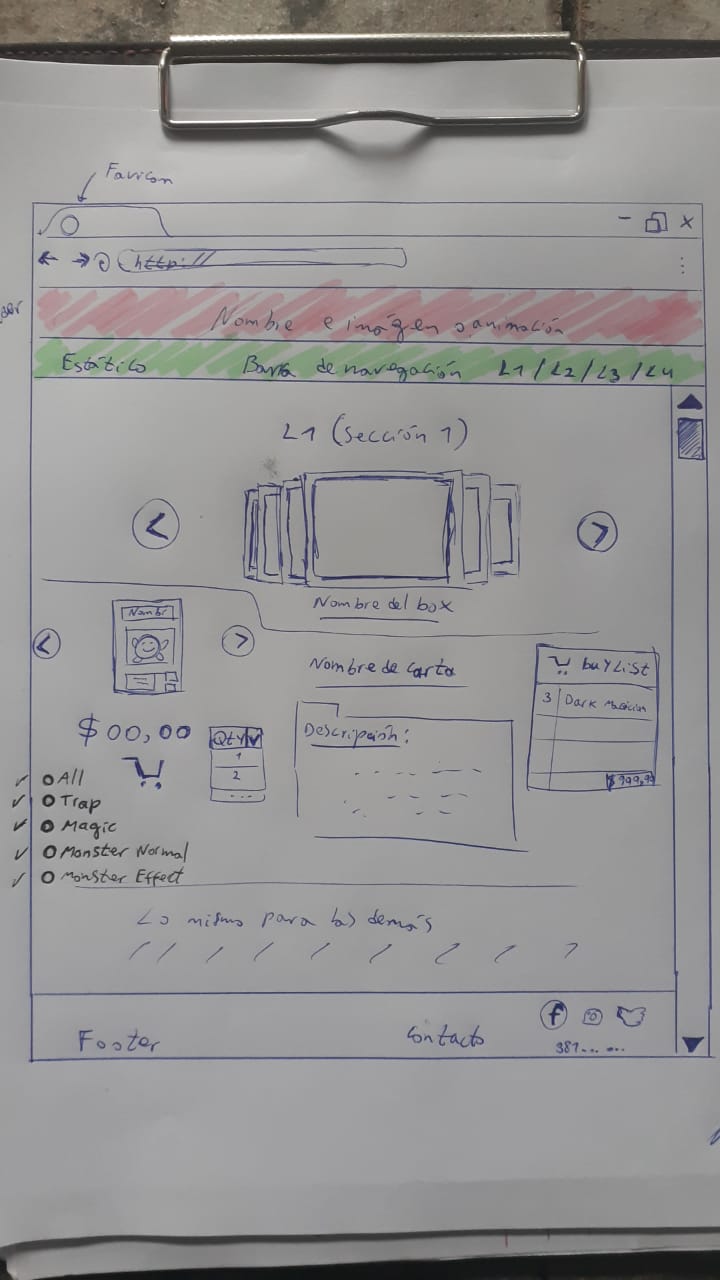 Favicon
http://
Nombre e imágen o animación
Estático Barra de navegación L1/L2/L3/L4
L1 (Sección 1)
Nombre del box
Nombre de carta
buyList
3 Dark Magician
$999,99
Nombr
$00,00
Qty
1
2
Descripción:
All
Trap
Magic
Monster Normal
Monster Effect
Lo mismo para los demás
Footer
Contacto
f
381... ...